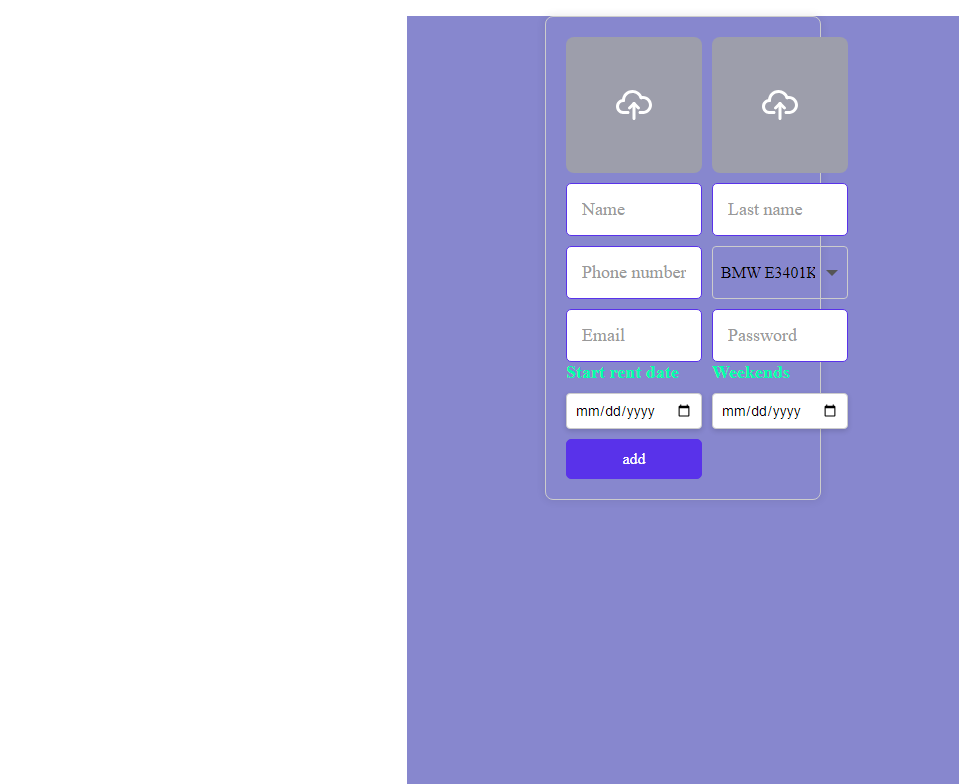 Name
Last name
Phone number
BMW E3401K
Email
Password
Start rent date
Weekends
mm/dd/yyyy
mm/dd/yyyy
add